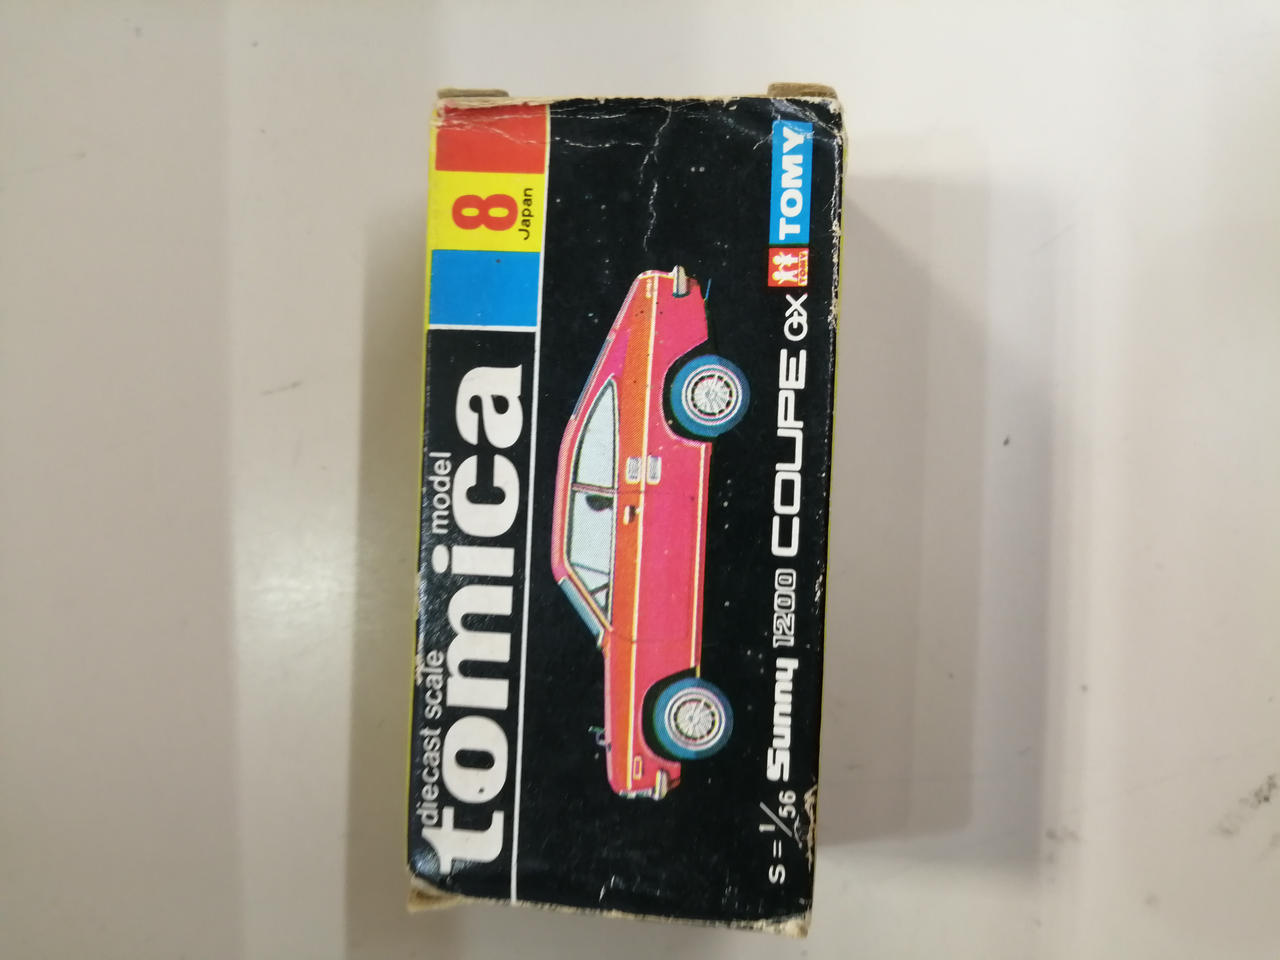 diecast scale model
tomica
8
Japan
S=1/56 Sunny 1200 COUPE GX
TOMY
TOMY